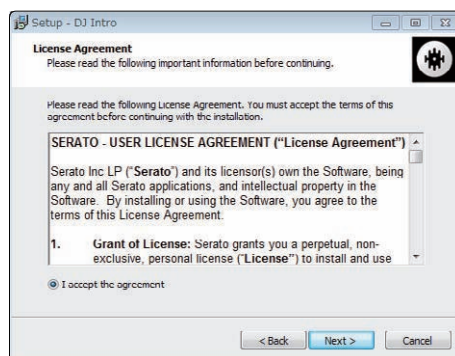 Setup - DJ Intro
License Agreement
Please read the following important information before continuing.
Please read the following License Agreement. You must accept the terms of this
agreement before continuing with the installation.
SERATO - USER LICENSE AGREEMENT ("License Agreement")
Serato Inc LP ("Serato") and its licensor(s) own the Software, being
any and all Serato applications, and intellectual property in the
Software. By installing or using the Software, you agree to the
terms of this License Agreement.
1. Grant of License: Serato grants you a perpetual, non-
exclusive, personal license ("License") to install and use
I accept the agreement
< Back Next > Cancel